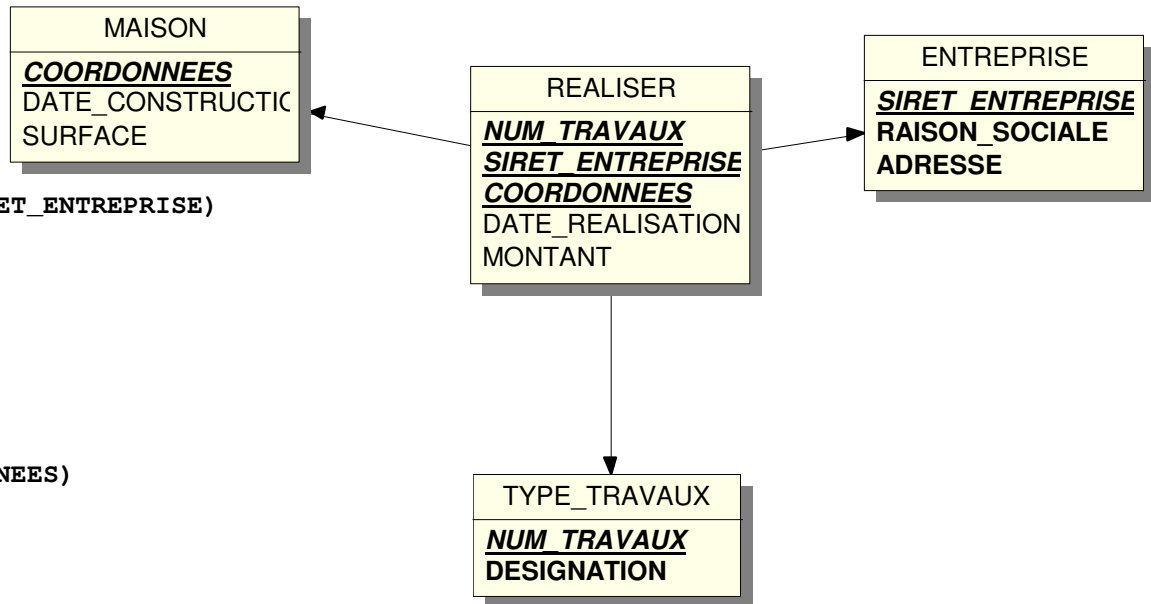 MAISON
COORDONNEES
DATE_CONSTRUCTIC
SURFACE
ENTREPRISE
SIRET_ENTREPRISE
RAISON_SOCIALE
ADRESSE
REALISER
NUM_TRAVAUX
SIRET_ENTREPRISE
COORDONNEES
DATE_REALISATION
MONTANT
ET_ENTREPRISE)
NEES)
TYPE_TRAVAUX
NUM_TRAVAUX
DESIGNATION